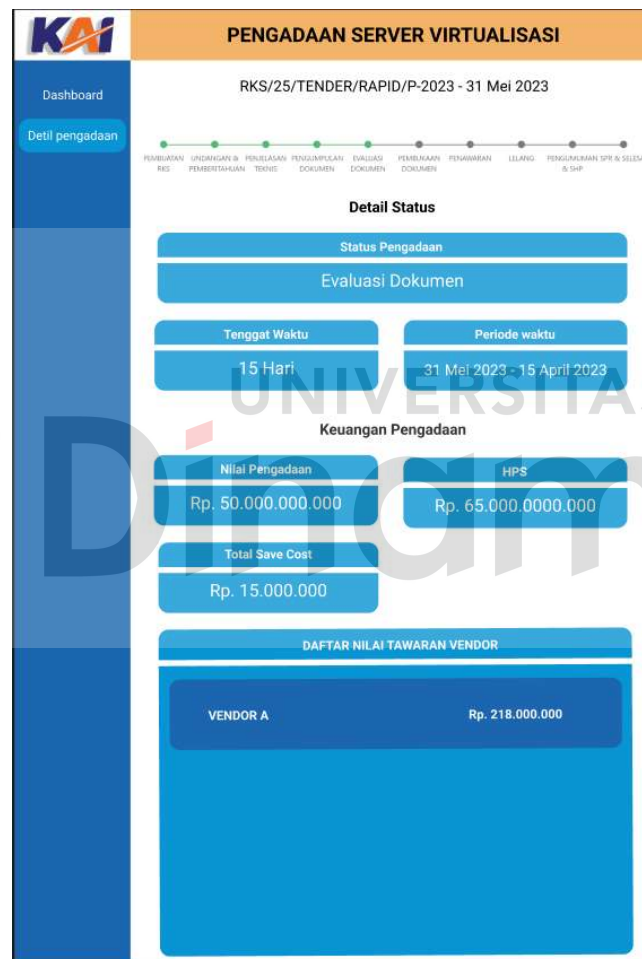 KAI
PENGADAAN SERVER VIRTUALISASI
RKS/25/TENDER/RAPID/P-2023 - 31 Mei 2023
Dashboard
Detil pengadaan
PEMBUATAN RKS
UNDANGAN & PEMBERITAHUAN
PENJELASAN TEKNIS
PENGUMPULAN DOKUMEN
EVALUASI DOKUMEN
PEMBUKAAN DOKUMEN
PENAWARAN
LELANG
PENGUMUMAN & SHP
SPR & SELESA
Detail Status
Status Pengadaan
Evaluasi Dokumen
Tenggat Waktu
Periode waktu
15 Hari
31 Mei 2023 - 15 April 2023
UNIVERSITA
Dinam
Keuangan Pengadaan
Nilai Pengadaan
HPS
Rp. 50.000.000.000
Rp. 65.000.0000.000
Total Save Cost
Rp. 15.000.000
DAFTAR NILAI TAWARAN VENDOR
VENDOR A
Rp. 218.000.000